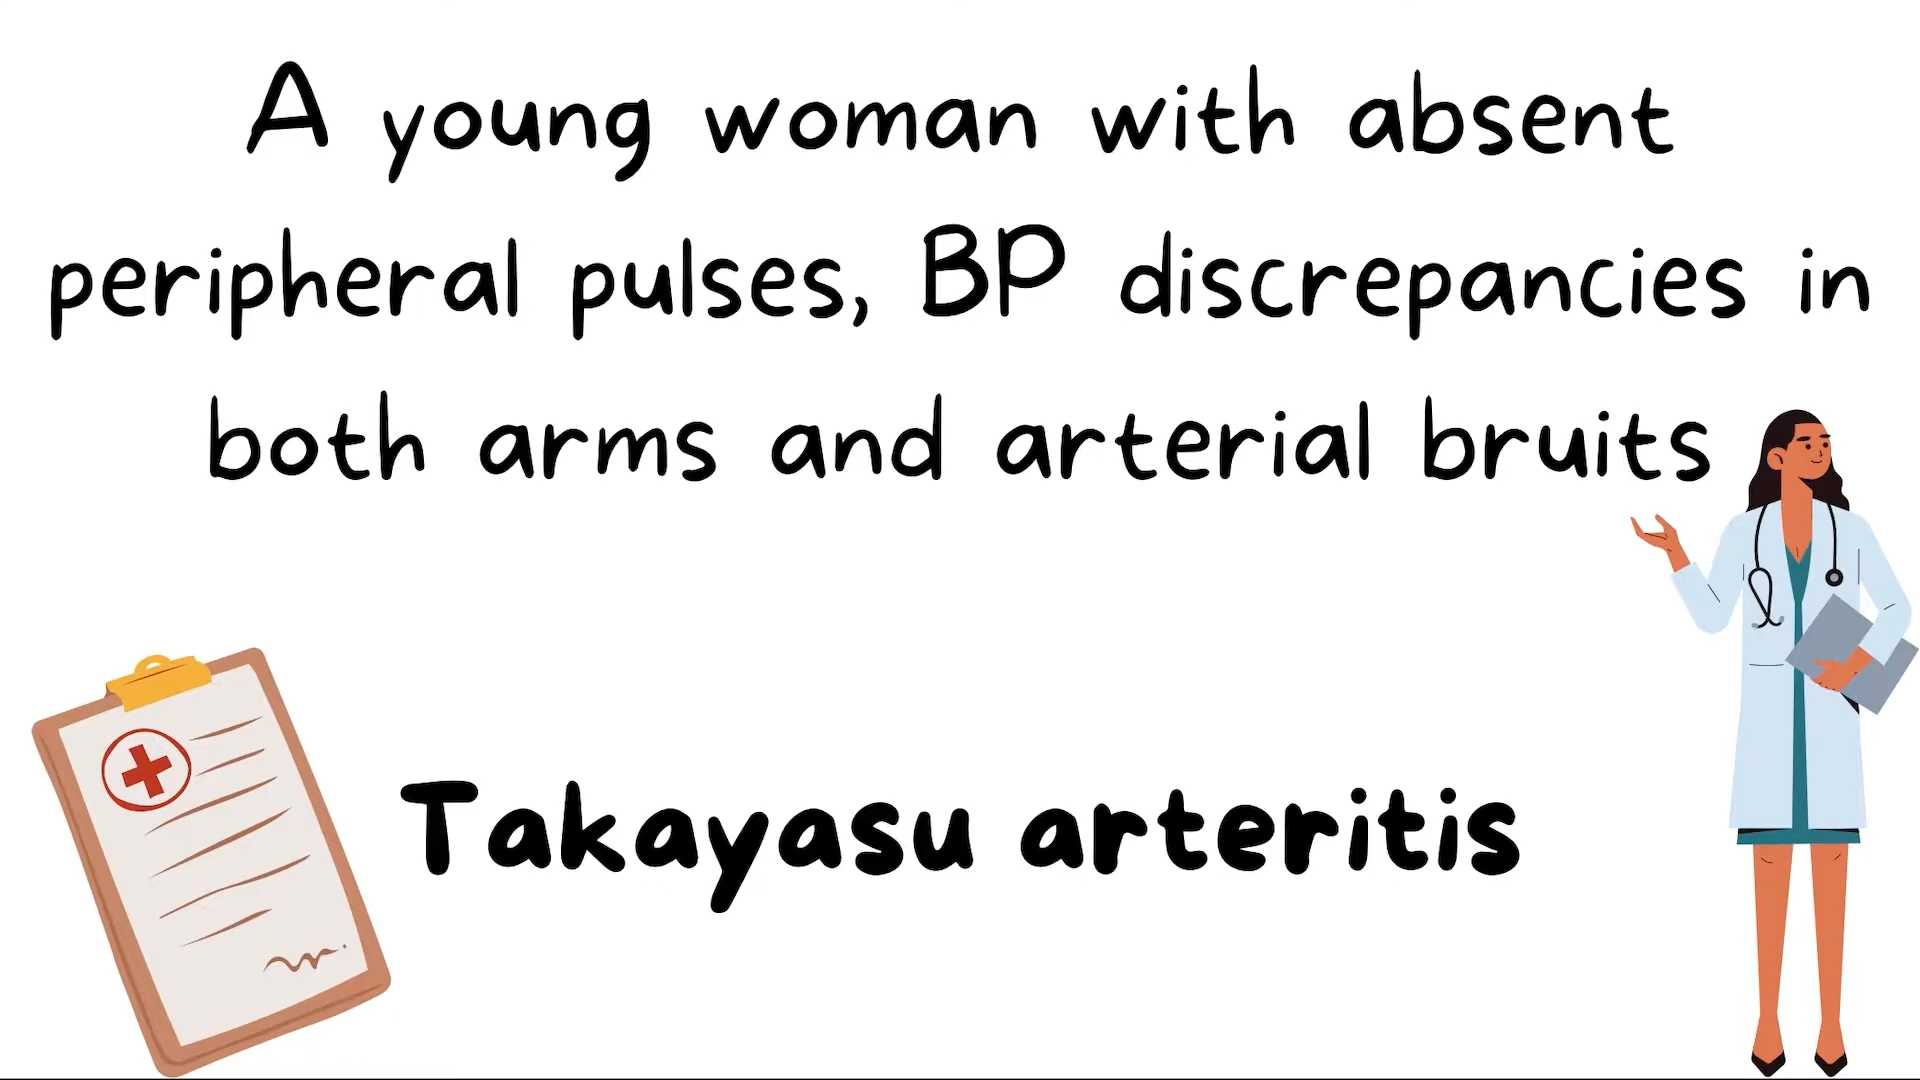 A young woman with absent
peripheral pulses, BP discrepancies in
both arms and arterial bruits
Takayasu arteritis